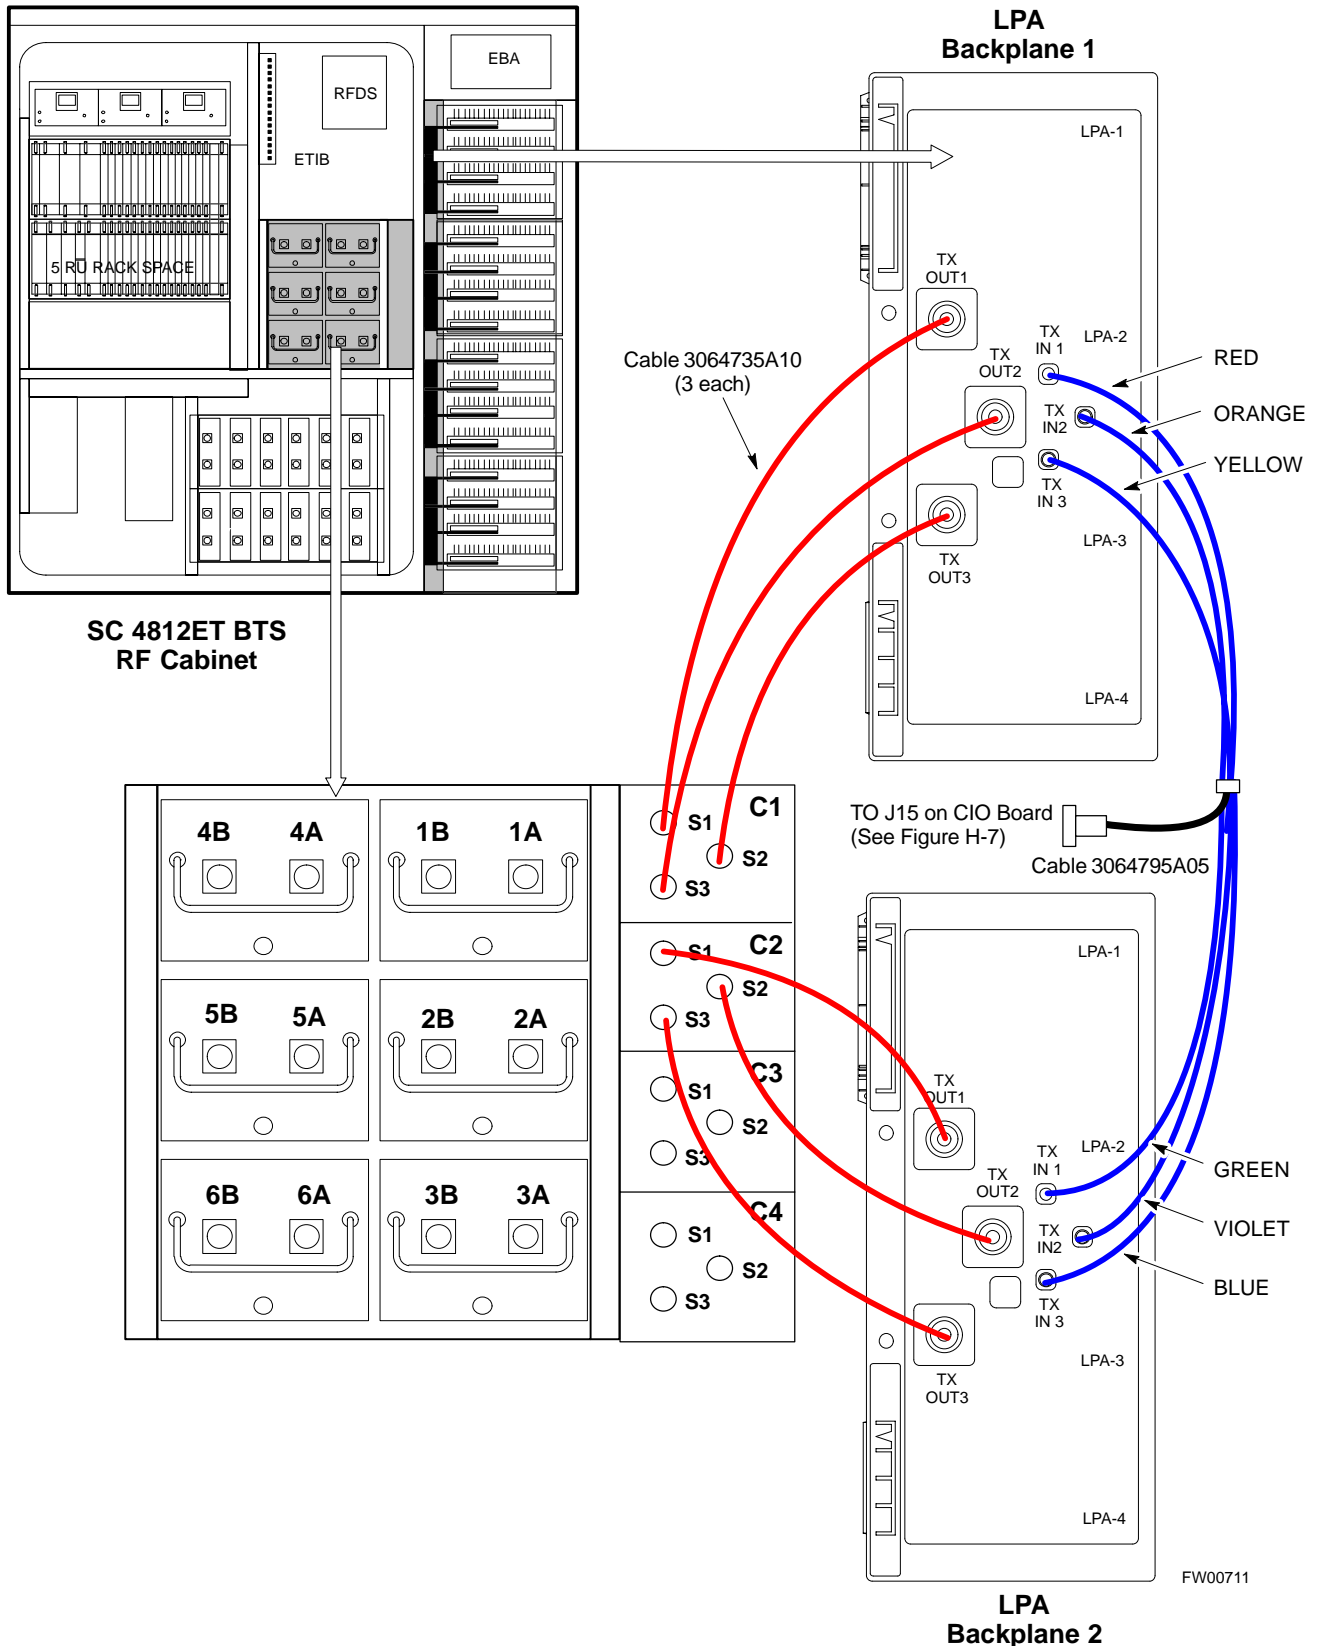 LPA
Backplane 1
EBA
RFDS
ETIB
5 RU RACK SPACE
LPA-1
TX
OUT1
TX
OUT2
TX
IN 1
LPA-2
TX
IN2
TX
IN 3
LPA-3
TX
OUT3
LPA-4
RED
ORANGE
YELLOW
Cable 3064735A10
(3 each)
SC 4812ET BTS
RF Cabinet
4B 4A 1B 1A
5B 5A 2B 2A
6B 6A 3B 3A
C1
S1
S2
S3
C2
S1
S2
S3
C3
S1
S2
S3
C4
S1
S2
S3
TO J15 on CIO Board
(See Figure H-7)
Cable 3064795A05
LPA-1
TX
OUT1
TX
OUT2
TX
IN 1
LPA-2
TX
IN2
TX
IN 3
LPA-3
TX
OUT3
LPA-4
GREEN
VIOLET
BLUE
FW00711
LPA
Backplane 2